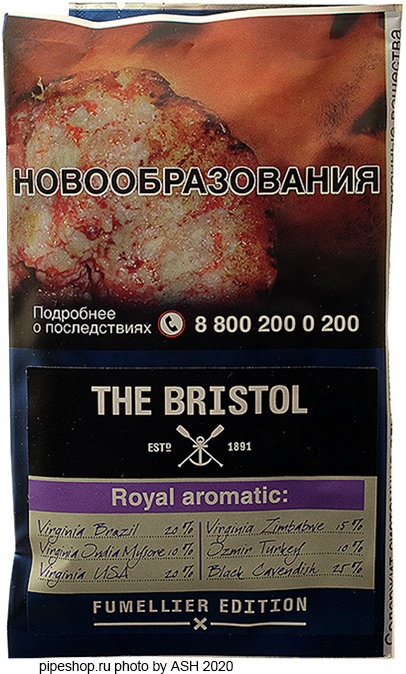 НОВООБРАЗОВАНИЯ
Подробнее
о последствиях
8 800 200 0 200
THE BRISTOL
ESTD 1891
Royal aromatic:
Virginia Brazil 20% Virginia Zimbabwe 15%
Virginia Ondia Mysore 10% Ozmir Turkey 10%
Virginia USA 20% Black Cavendish 25%
FUMELLIER EDITION
pipeshop.ru photo by ASH 2020